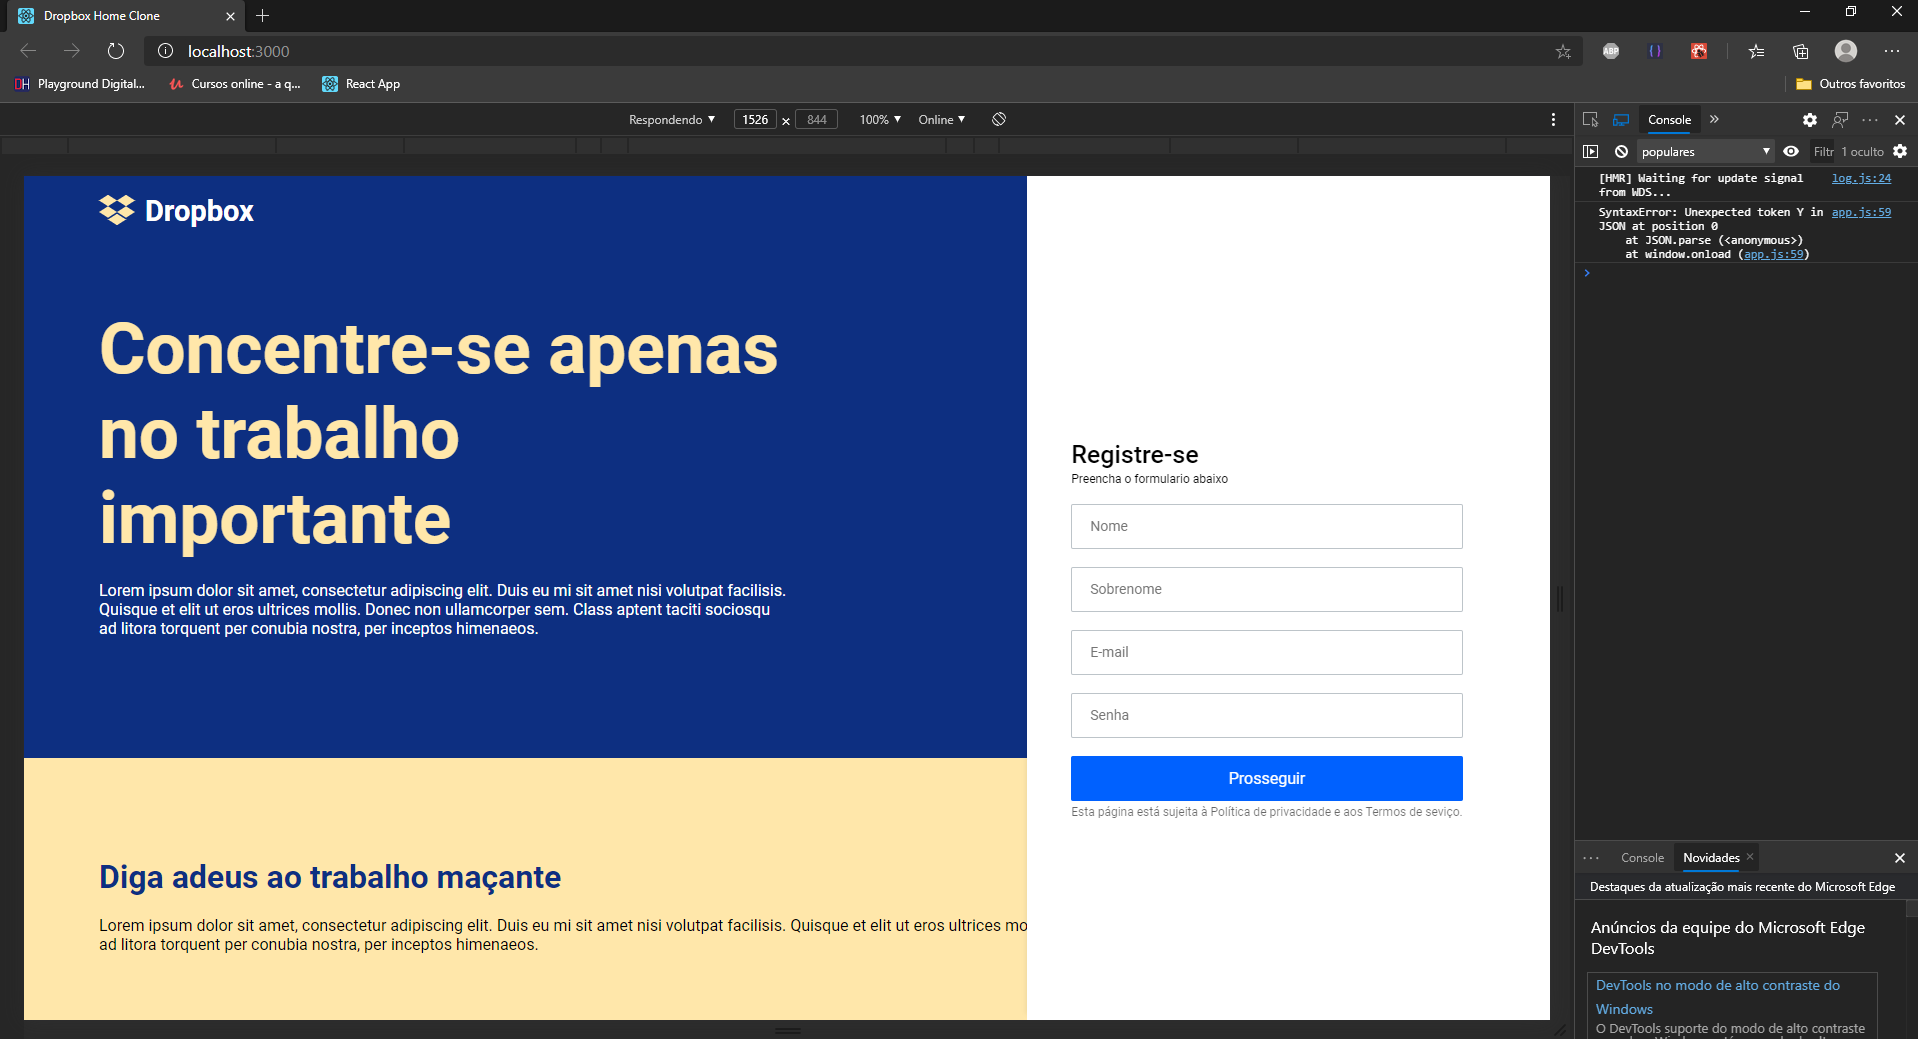 Dropbox Home Clone
localhost:3000
ABP
DH Playground Digital...
Cursos online - a q...
React App
Outros favoritos
Respondendo
1526 x 844
100%
Online
Console
populares
Filtr
1 oculto
[HMR] Waiting for update signal from WDS...
log.js:24
SyntaxError: Unexpected token Y in
app.js:59
JSON at position 0
at JSON.parse (<anonymous>)
at window.onload (app.js:59)
Dropbox
Concentre-se apenas
no trabalho
importante
Lorem ipsum dolor sit amet, consectetur adipiscing elit. Duis eu mi sit amet nisi volutpat facilisis.
Quisque et elit ut eros ultrices mollis. Donec non ullamcorper sem. Class aptent taciti sociosqu
ad litora torquent per conubia nostra, per inceptos himenaeos.
Diga adeus ao trabalho maçante
Lorem ipsum dolor sit amet, consectetur adipiscing elit. Duis eu mi sit amet nisi volutpat facilisis. Quisque et elit ut eros ultrices mo
ad litora torquent per conubia nostra, per inceptos himenaeos.
Registre-se
Preencha o formulario abaixo
Nome
Sobrenome
E-mail
Senha
Prosseguir
Esta página está sujeita à Política de privacidade e aos Termos de seviço.
Console
Novidades
Destaques da atualização mais recente do Microsoft Edge
Anúncios da equipe do Microsoft Edge
DevTools
DevTools no modo de alto contraste do
Windows
O DevTools suporte do modo de alto contraste